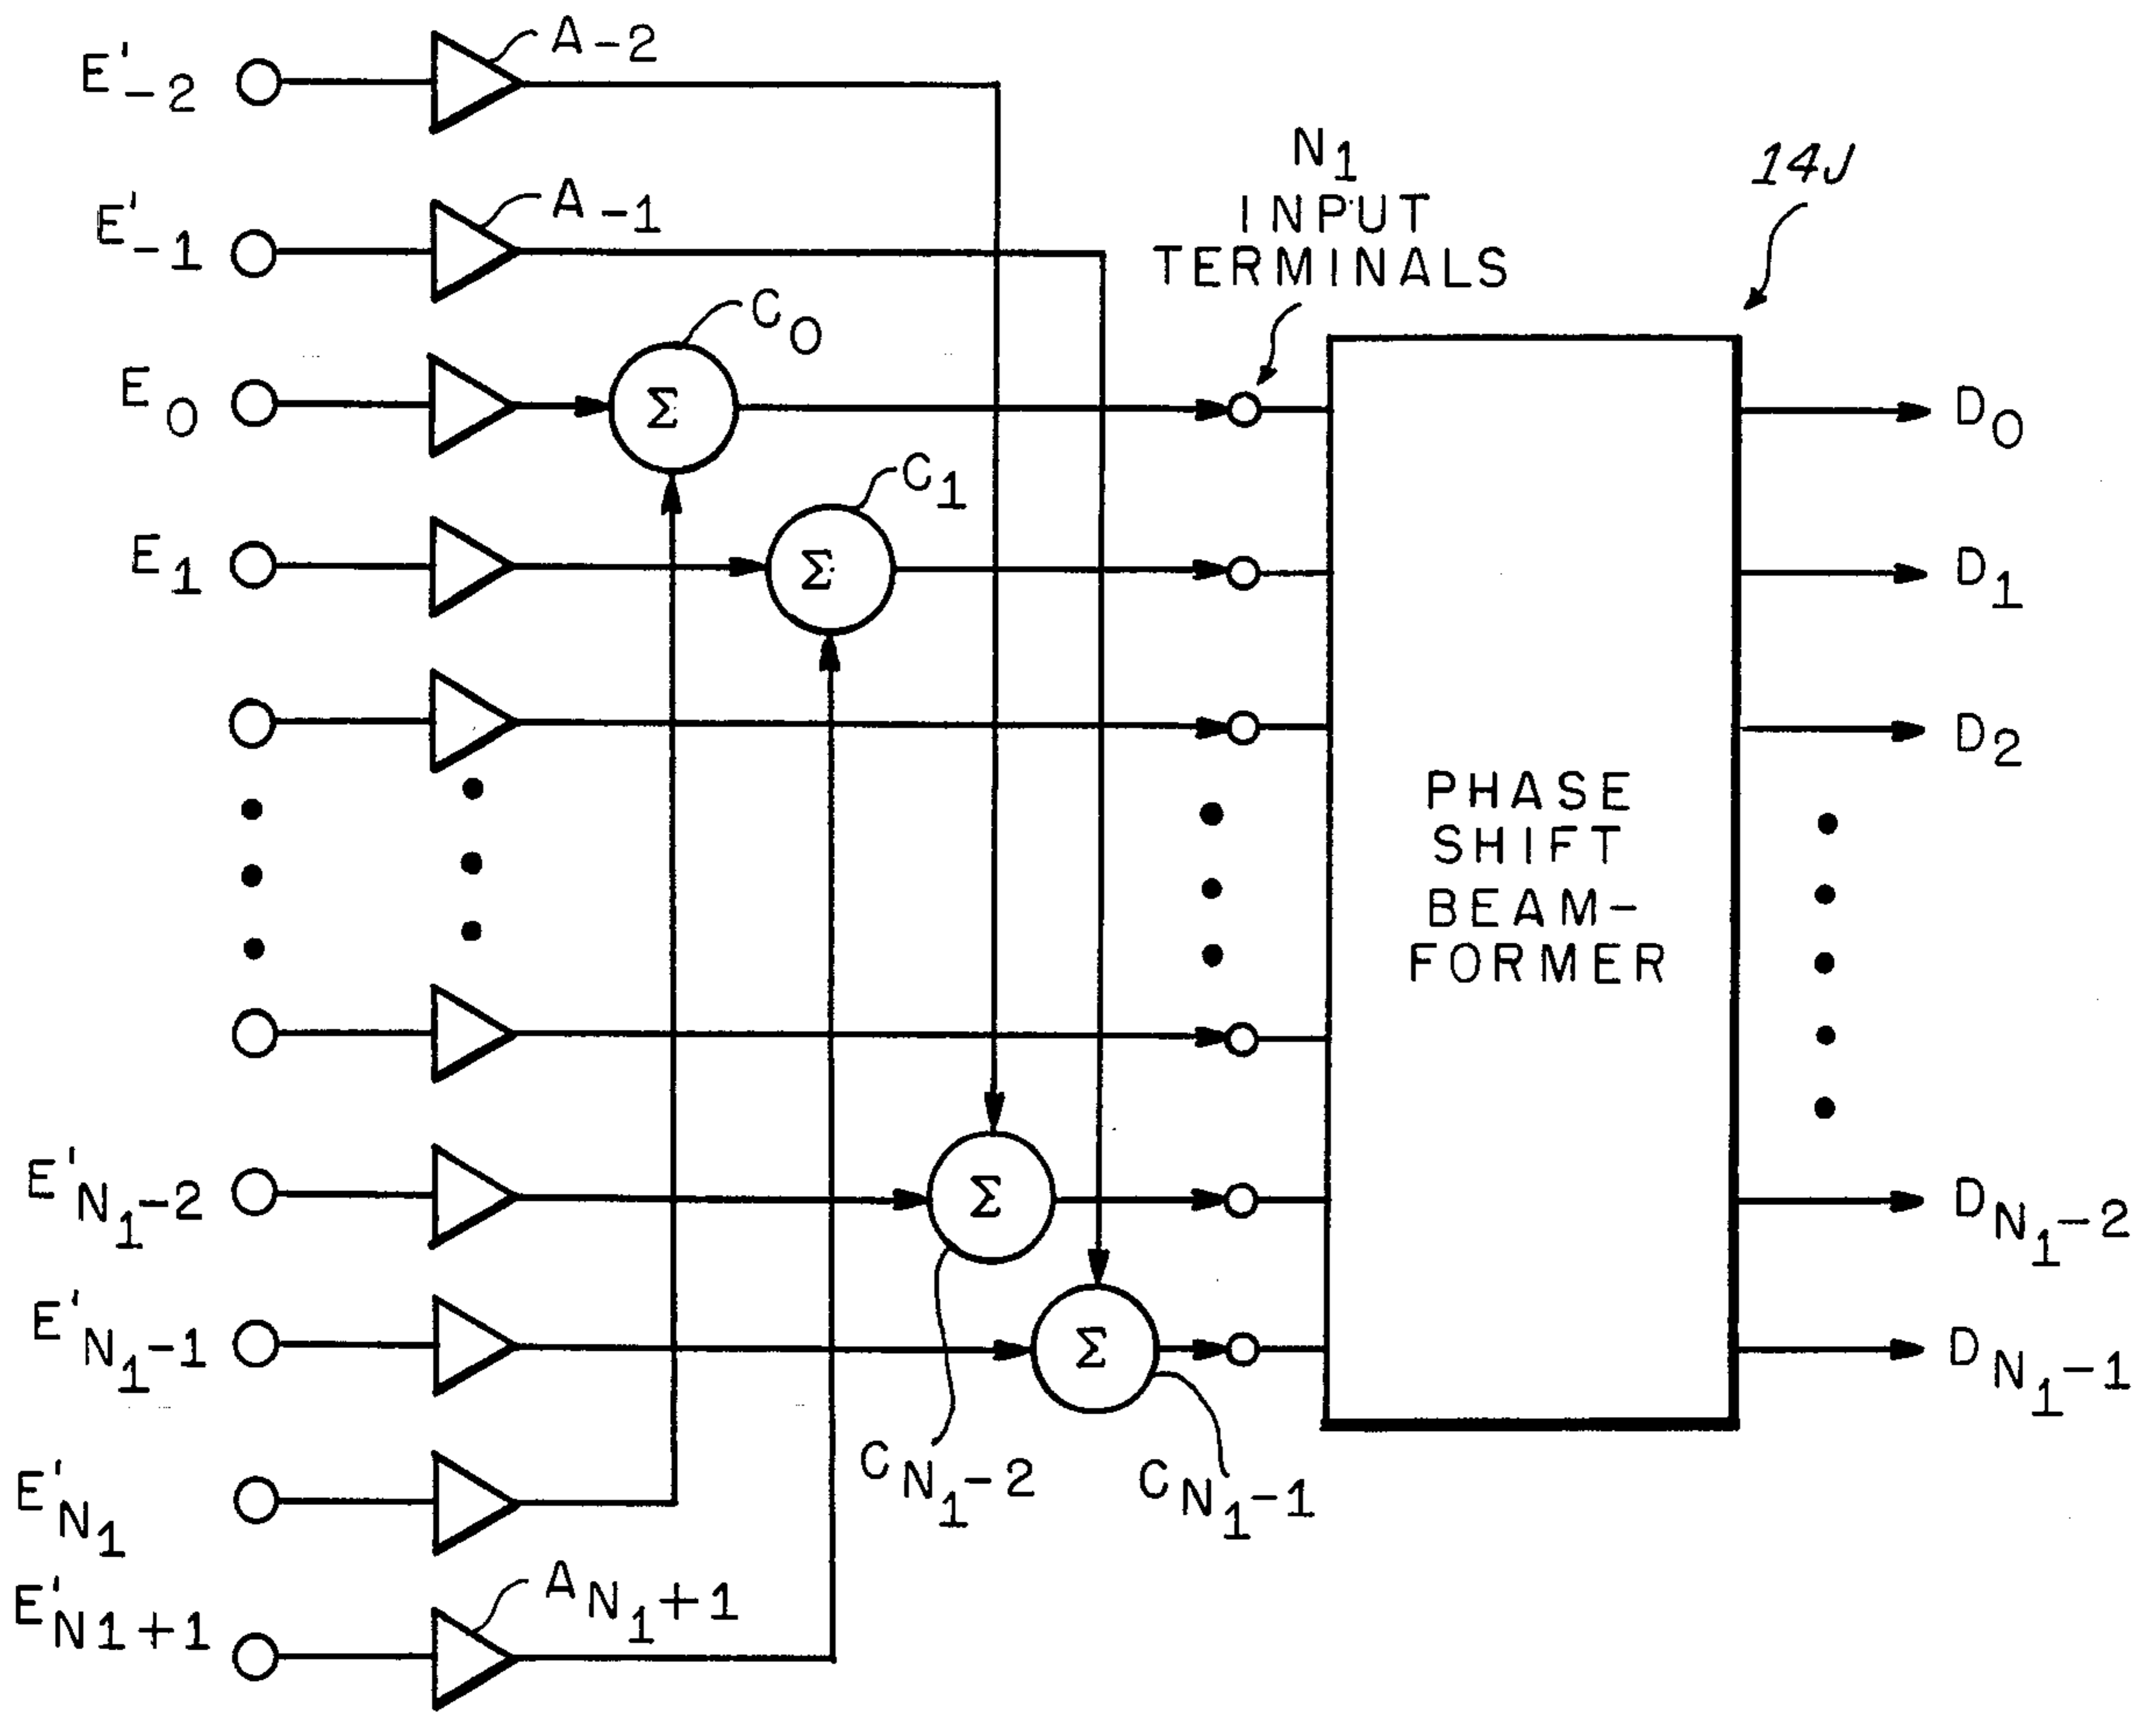 E'-2
A-2
E'-1
A-1
N1
INPUT
TERMINALS
14J
E0
Σ
C0
D0
E1
Σ
C1
D1
D2
PHASE
SHIFT
BEAM-
FORMER
E'N1-2
Σ
DN1-2
E'N1-1
Σ
DN1-1
CN1-2
CN1-1
E'N1
E'N1+1
AN1+1